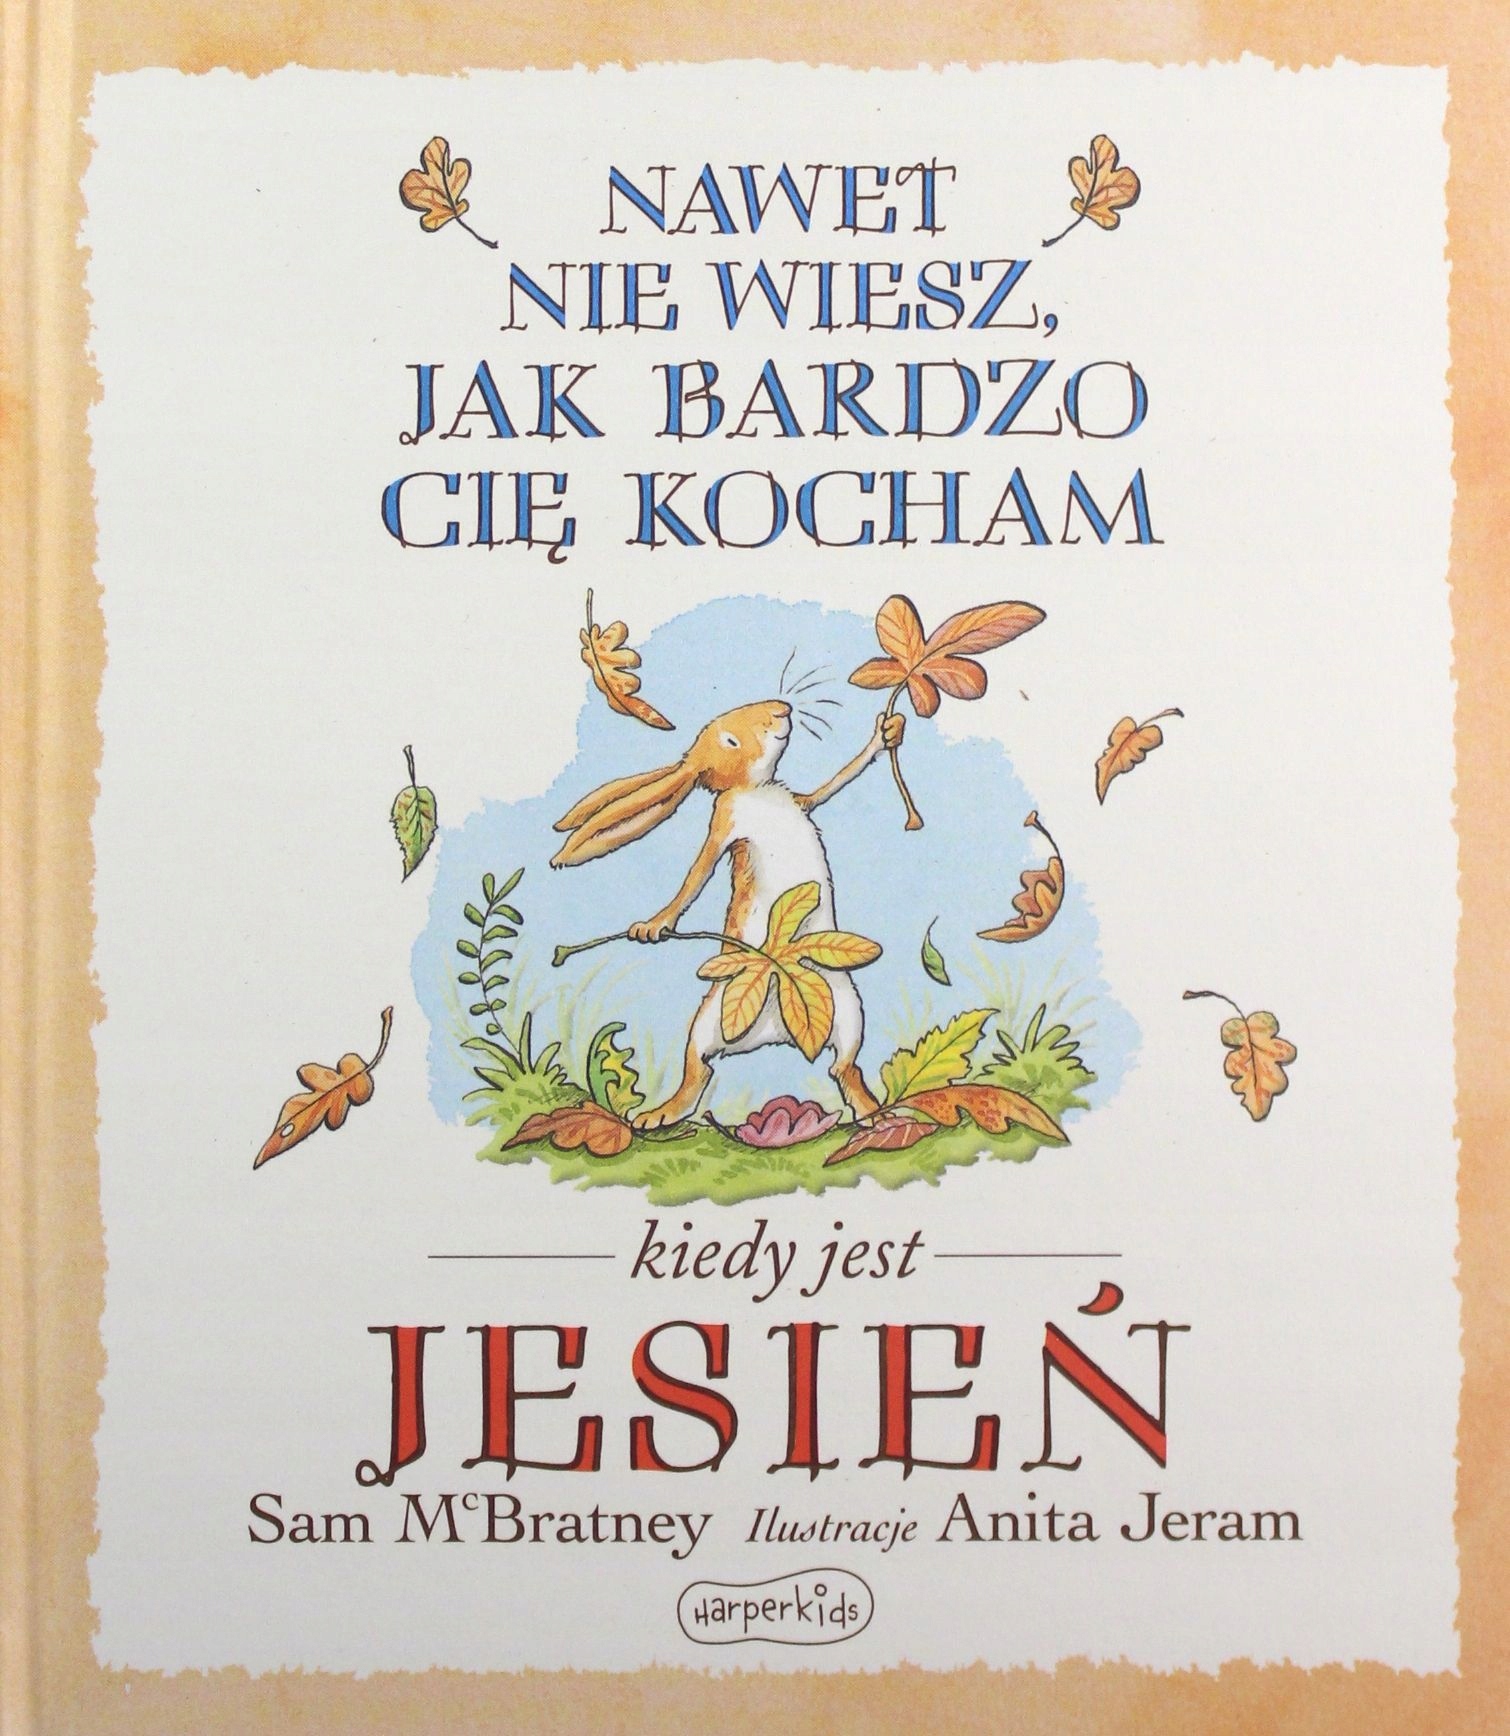 NAWET
NIE WIESZ,
JAK BARDZO
CIĘ KOCHAM
kiedy jest
JESIEŃ
Sam McBratney Ilustracje Anita Jeram
Harperkids